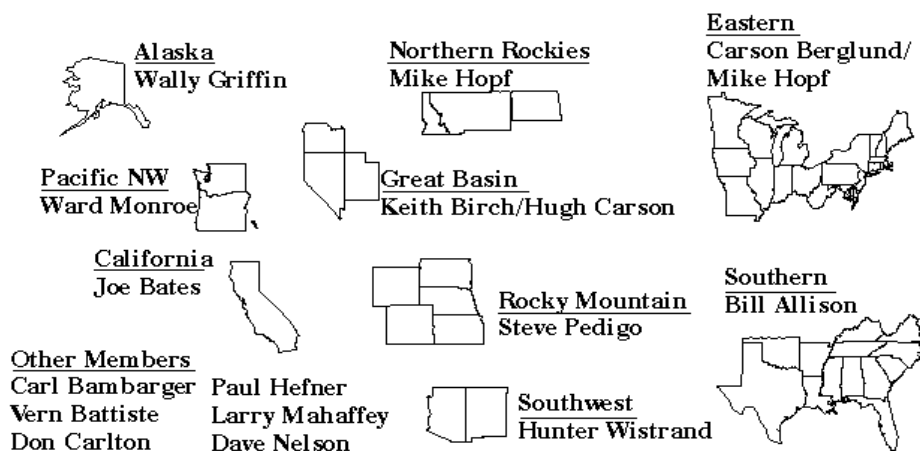 Alaska
Wally Griffin
Northern Rockies
Mike Hopf
Eastern
Carson Berglund/
Mike Hopf
Pacific NW
Ward Monroe
Great Basin
Keith Birch/Hugh Carson
California
Joe Bates
Rocky Mountain
Steve Pedigo
Southern
Bill Allison
Other Members
Carl Bambarger
Vern Battiste
Don Carlton
Paul Hefner
Larry Mahaffey
Dave Nelson
Southwest
Hunter Wistrand